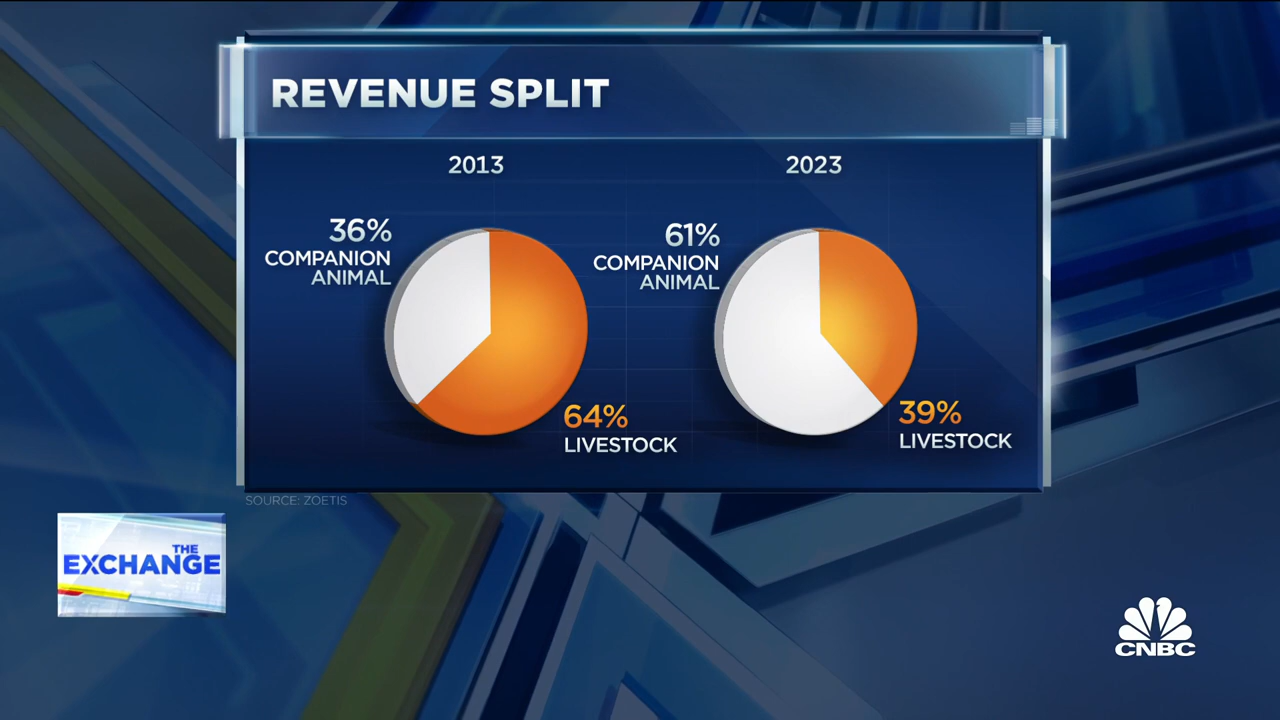 REVENUE SPLIT
2013
36%
COMPANION
ANIMAL
64%
LIVESTOCK
2023
61%
COMPANION
ANIMAL
39%
LIVESTOCK
SOURCE: ZOETIS
THE
EXCHANGE
CNBC